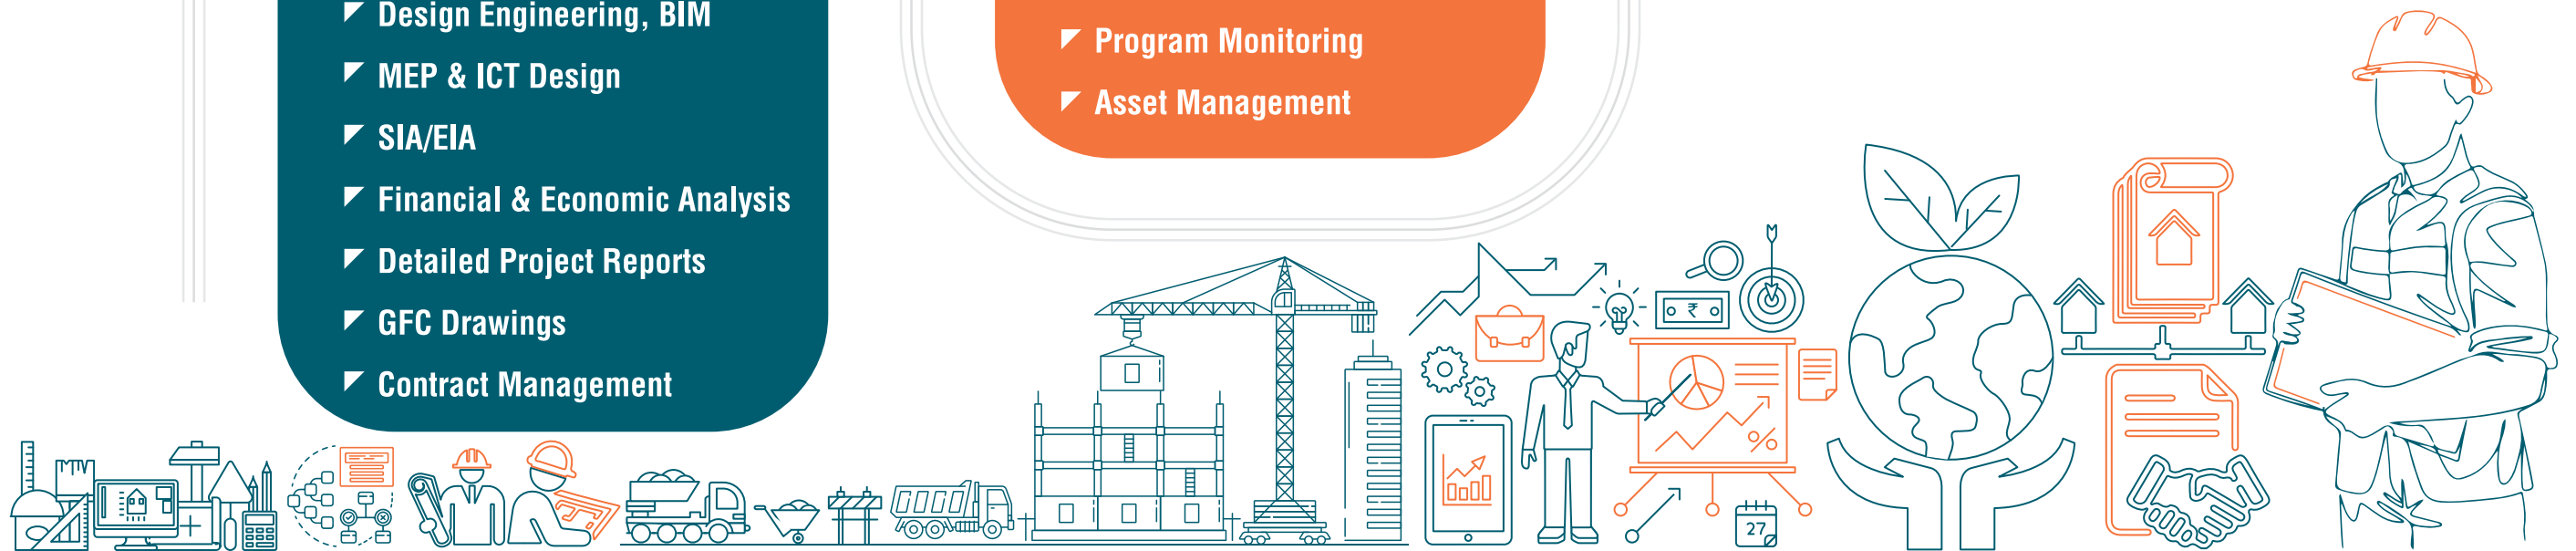 Design Engineering, BIM
MEP & ICT Design
SIA/EIA
Financial & Economic Analysis
Detailed Project Reports
GFC Drawings
Contract Management
Program Monitoring
Asset Management
₹
%
27